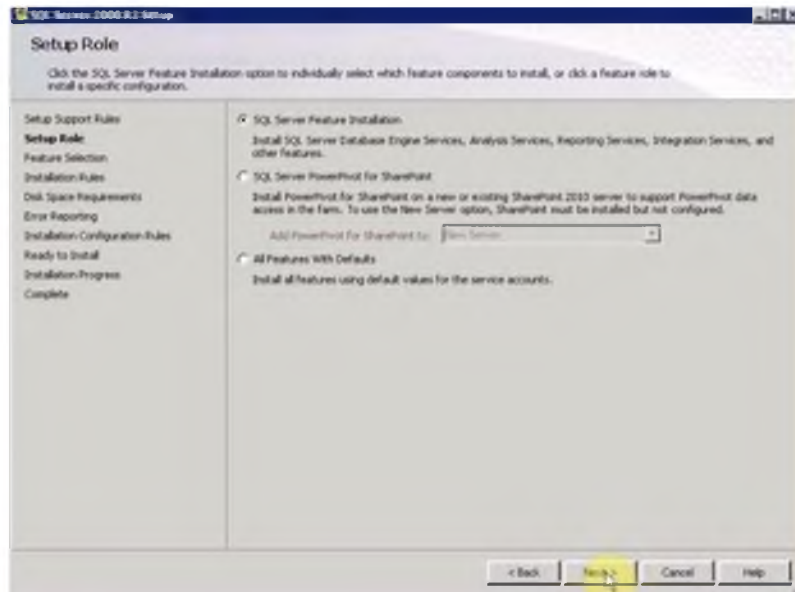 SQL Server 2008 R2 Setup
Setup Role
Click the SQL Server Feature Installation option to individually select which feature components to install, or click a feature role to
install a specific configuration.
Setup Support Rules
Setup Role
Feature Selection
Installation Rules
Disk Space Requirements
Error Reporting
Installation Configuration Rules
Ready to Install
Installation Progress
Complete
SQL Server Feature Installation
Install SQL Server Database Engine Services, Analysis Services, Reporting Services, Integration Services, and
other features.
SQL Server PowerPivot for SharePoint
Install PowerPivot for SharePoint on a new or existing SharePoint 2010 server to support PowerPivot data
access in the farm. To use the New Server option, SharePoint must be installed but not configured.
Add PowerPivot for SharePoint to: New Server
All Features With Defaults
Install all features using default values for the service accounts.
< Back Next > Cancel Help